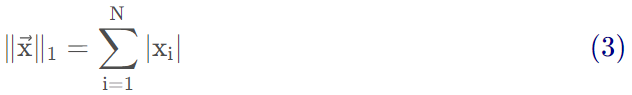 ‖x⃗‖₁ = ∑_{i=1}^{N} |xᵢ| (3)